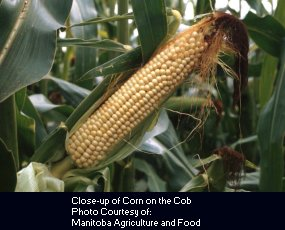 Close-up of Corn on the Cob
Photo Courtesy of:
Manitoba Agriculture and Food